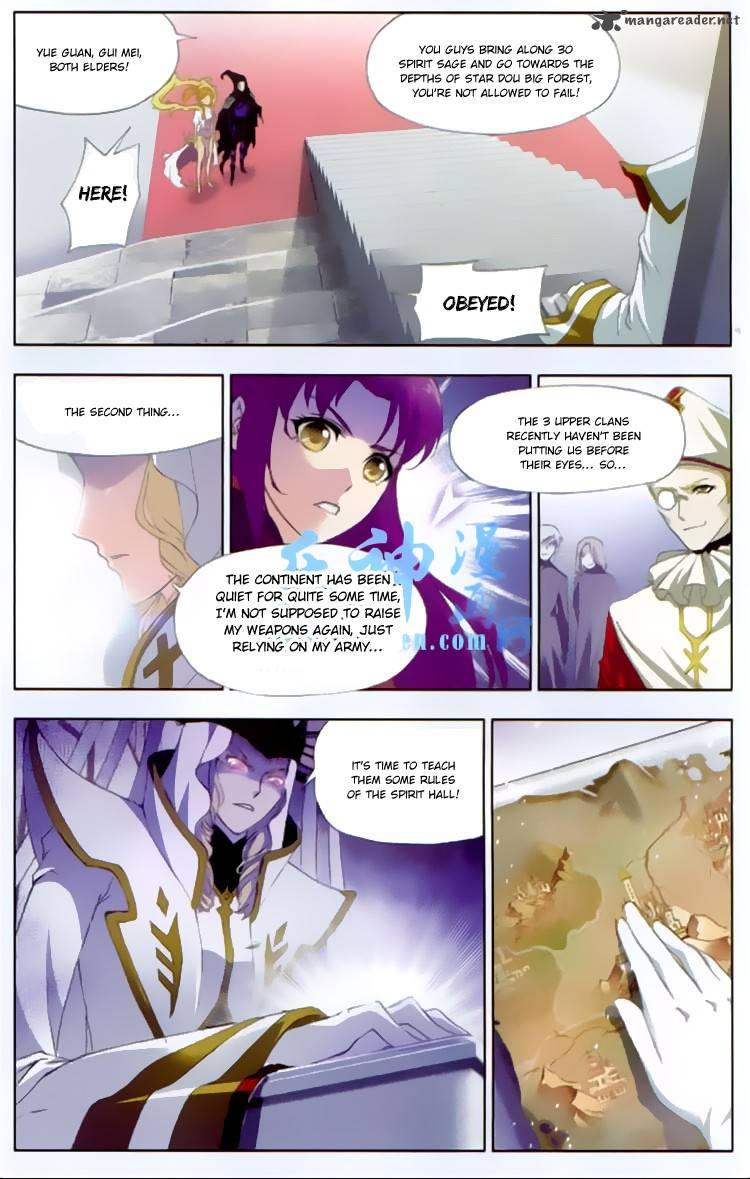 mangareader.net
YUE GUAN, GUI MEI,
BOTH ELDERS!
YOU GUYS BRING ALONG 30
SPIRIT SAGE AND GO TOWARDS THE
DEPTHS OF STAR DOU BIG FOREST,
YOU'RE NOT ALLOWED TO FAIL!
HERE!
OBEYED!
THE SECOND THING...
THE CONTINENT HAS BEEN
QUIET FOR QUITE SOME TIME,
I'M NOT SUPPOSED TO RAISE
MY WEAPONS AGAIN, JUST
RELYING ON MY ARMY...
THE 3 UPPER CLANS
RECENTLY HAVEN'T BEEN
PUTTING US BEFORE
THEIR EYES... SO...
神漫
en.com
IT'S TIME TO TEACH
THEM SOME RULES
OF THE SPIRIT HALL!